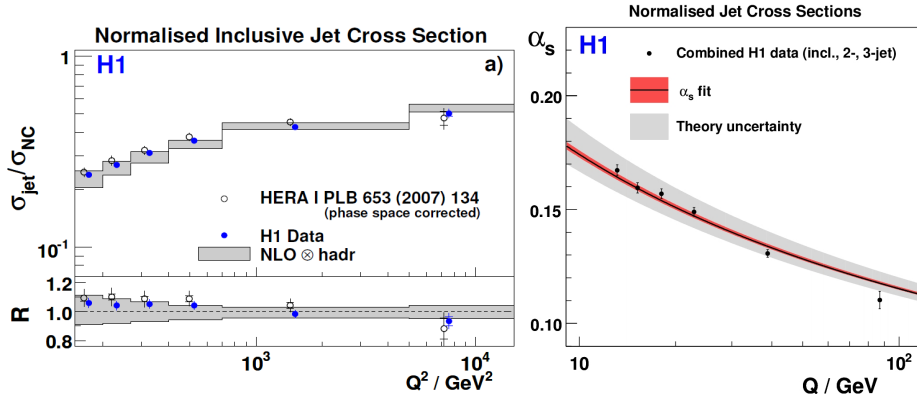 Normalised Inclusive Jet Cross Section
H1
a)
1
10⁻¹
σjet/σNC
HERA I PLB 653 (2007) 134
(phase space corrected)
H1 Data
NLO ⊗ hadr
R
1.2
1.0
0.8
10³
10⁴
Q² / GeV²
Normalised Jet Cross Sections
αs
H1
Combined H1 data (incl., 2-, 3-jet)
αs fit
Theory uncertainty
0.20
0.15
0.10
10
10²
Q / GeV